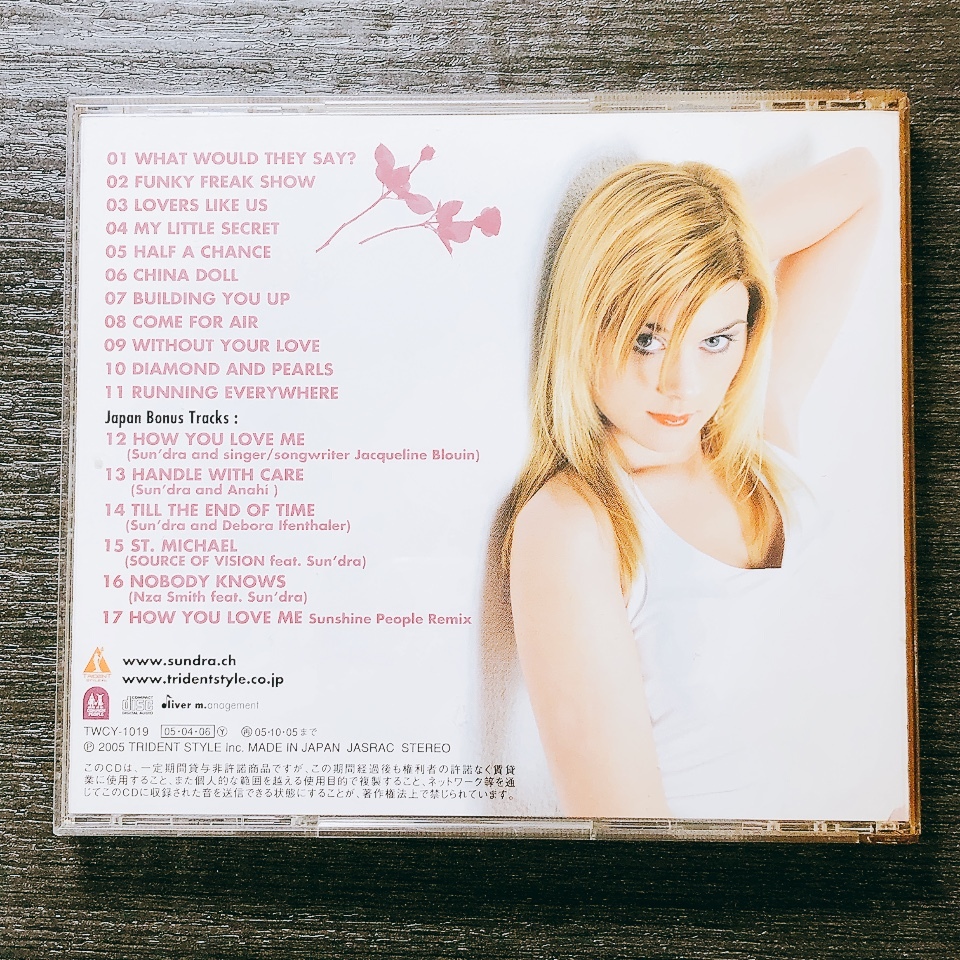 01 WHAT WOULD THEY SAY?
02 FUNKY FREAK SHOW
03 LOVERS LIKE US
04 MY LITTLE SECRET
05 HALF A CHANCE
06 CHINA DOLL
07 BUILDING YOU UP
08 COME FOR AIR
09 WITHOUT YOUR LOVE
10 DIAMOND AND PEARLS
11 RUNNING EVERYWHERE
Japan Bonus Tracks :
12 HOW YOU LOVE ME
(Sun'dra and singer/songwriter Jacqueline Blouin)
13 HANDLE WITH CARE
(Sun'dra and Anahi )
14 TILL THE END OF TIME
(Sun'dra and Debora Ifenthaler)
15 ST. MICHAEL
(SOURCE OF VISION feat. Sun'dra)
16 NOBODY KNOWS
(Nza Smith feat. Sun'dra)
17 HOW YOU LOVE ME Sunshine People Remix
www.sundra.ch
www.tridentstyle.co.jp
TRIDENT
COMPACT
disc
DIGITAL AUDIO
oliver m.anagement
TWCY-1019 05・04・06 Ⓨ ㊢05・10・05まで
Ⓟ 2005 TRIDENT STYLE Inc. MADE IN JAPAN JASRAC STEREO
このCDは、一定期間貸与非許諾商品ですが、この期間経過後も権利者の許諾なく賃貸
業に使用すること、また個人的な範囲を越える使用目的で複製すること、ネットワーク等を通
じてこのCDに収録された音を送信できる状態にすることが、著作権法上で禁じられています。